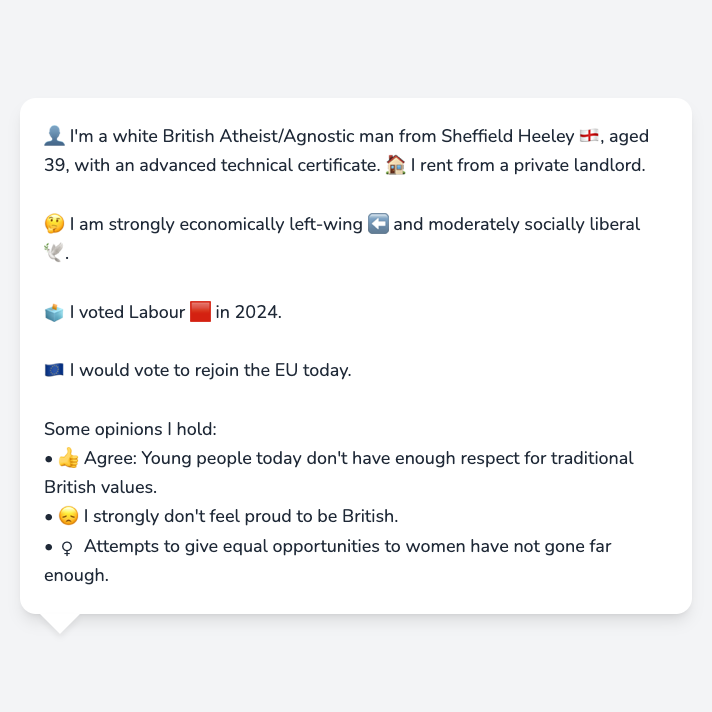 👤 I'm a white British Atheist/Agnostic man from Sheffield Heeley 🏴󠁧󠁢󠁥󠁮󠁧󠁿, aged
39, with an advanced technical certificate. 🏠 I rent from a private landlord.
🤔 I am strongly economically left-wing ⬅️ and moderately socially liberal
🕊️.
🗳️ I voted Labour 🟥 in 2024.
🇪🇺 I would vote to rejoin the EU today.
Some opinions I hold:
• 👍 Agree: Young people today don't have enough respect for traditional
British values.
• 😞 I strongly don't feel proud to be British.
• ♀ Attempts to give equal opportunities to women have not gone far
enough.